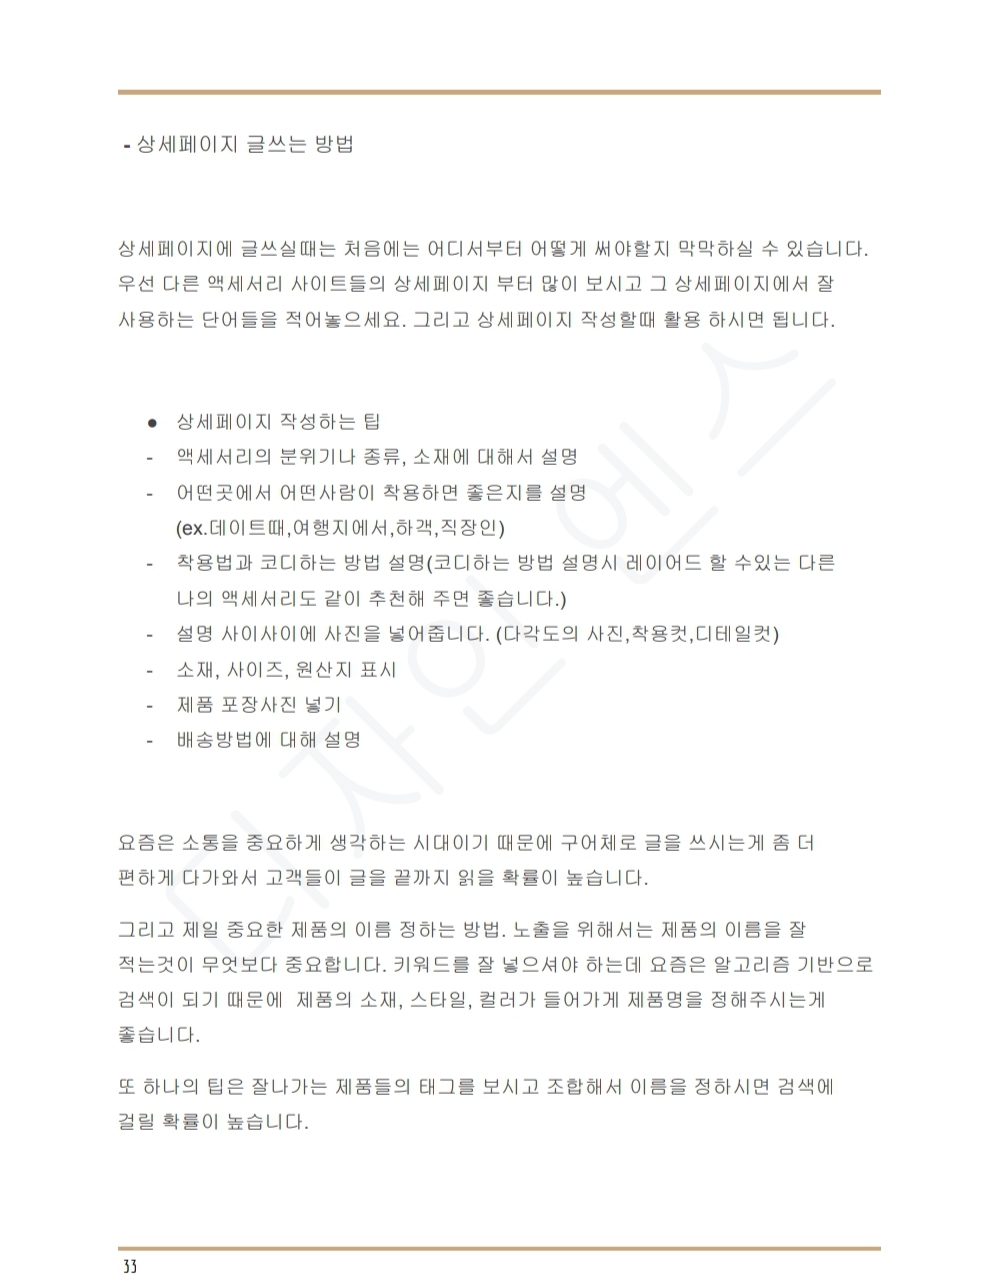 - 상세페이지 글쓰는 방법
상세페이지에 글쓰실때는 처음에는 어디서부터 어떻게 써야할지 막막하실 수 있습니다.
우선 다른 액세서리 사이트들의 상세페이지 부터 많이 보시고 그 상세페이지에서 잘
사용하는 단어들을 적어놓으세요. 그리고 상세페이지 작성할때 활용 하시면 됩니다.
● 상세페이지 작성하는 팁
- 액세서리의 분위기나 종류, 소재에 대해서 설명
- 어떤곳에서 어떤사람이 착용하면 좋은지를 설명
(ex.데이트때,여행지에서,하객,직장인)
- 착용법과 코디하는 방법 설명(코디하는 방법 설명시 레이어드 할 수있는 다른
나의 액세서리도 같이 추천해 주면 좋습니다.)
- 설명 사이사이에 사진을 넣어줍니다. (다각도의 사진,착용컷,디테일컷)
- 소재, 사이즈, 원산지 표시
- 제품 포장사진 넣기
- 배송방법에 대해 설명
요즘은 소통을 중요하게 생각하는 시대이기 때문에 구어체로 글을 쓰시는게 좀 더
편하게 다가와서 고객들이 글을 끝까지 읽을 확률이 높습니다.
그리고 제일 중요한 제품의 이름 정하는 방법. 노출을 위해서는 제품의 이름을 잘
적는것이 무엇보다 중요합니다. 키워드를 잘 넣으셔야 하는데 요즘은 알고리즘 기반으로
검색이 되기 때문에 제품의 소재, 스타일, 컬러가 들어가게 제품명을 정해주시는게
좋습니다.
또 하나의 팁은 잘나가는 제품들의 태그를 보시고 조합해서 이름을 정하시면 검색에
걸릴 확률이 높습니다.
디자인 엔스
33